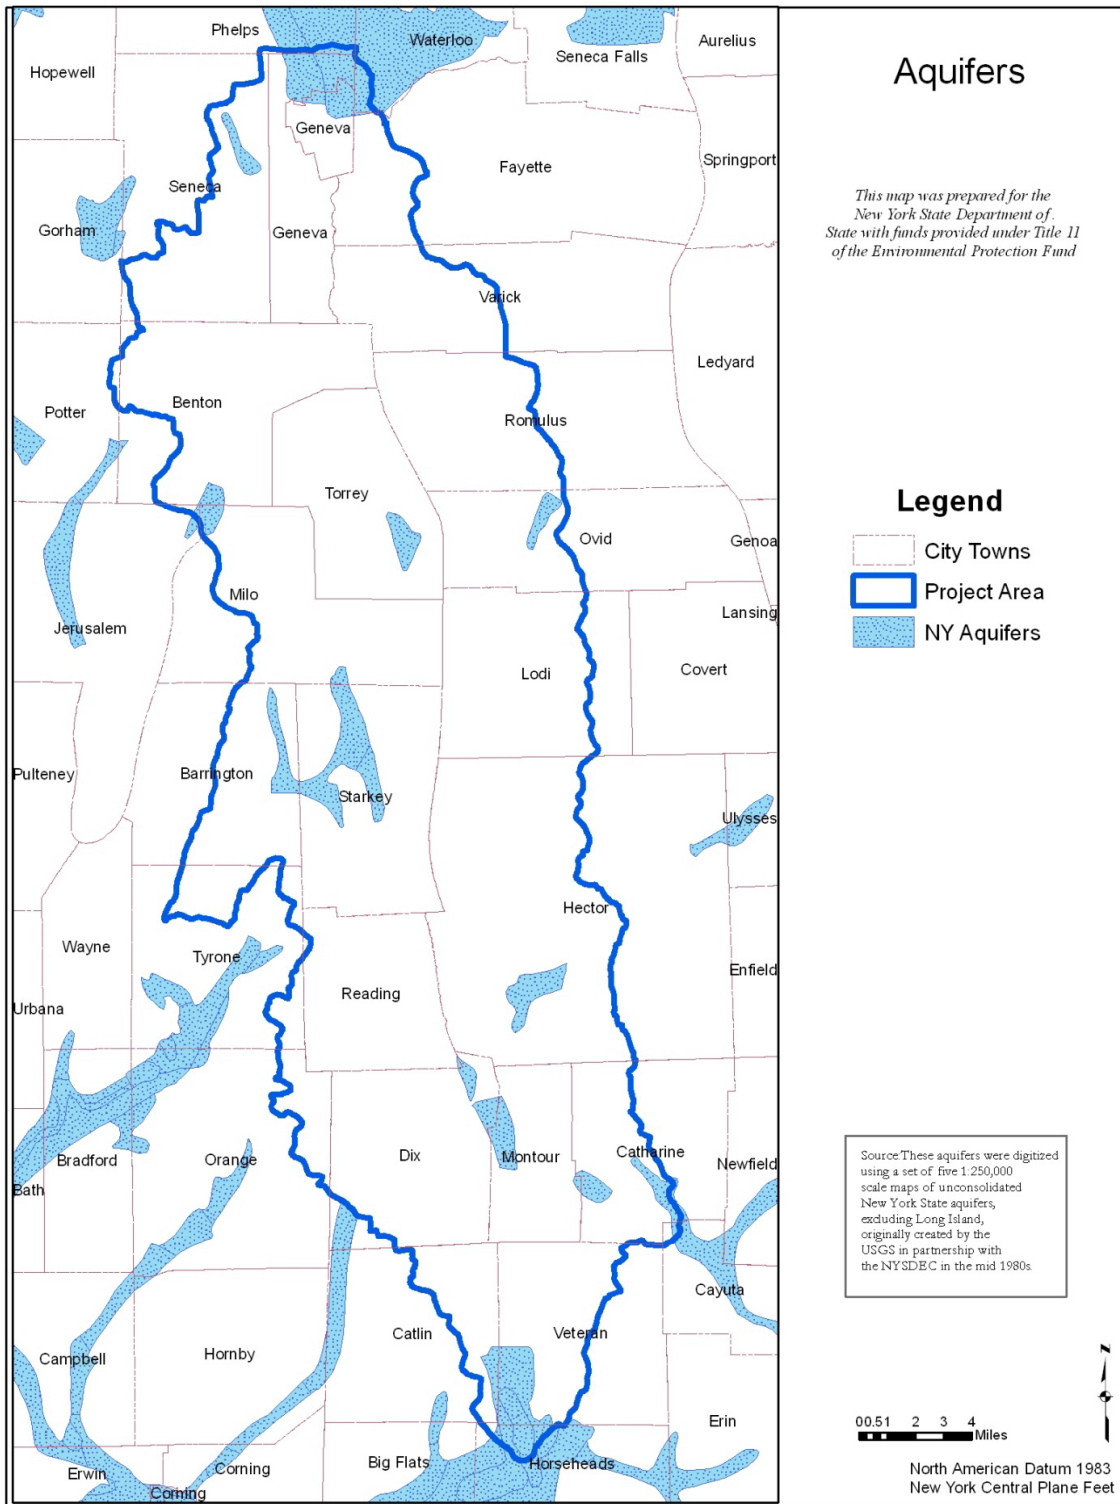 Phelps
Waterloo
Aurelius
Seneca Falls
Hopewell
Aquifers
Geneva
Fayette
Springport
Seneca
This map was prepared for the
New York State Department of.
State with funds provided under Title 11
of the Environmental Protection Fund
Gorham
Geneva
Varick
Ledyard
Potter
Benton
Romulus
Torrey
Legend
Ovid
Genoa
City Towns
Milo
Project Area
Lansing
Jerusalem
NY Aquifers
Lodi
Covert
Pulteney
Barrington
Starkey
Ulysses
Hector
Wayne
Tyrone
Enfield
Reading
Urbana
Bradford
Orange
Dix
Montour
Catharine
Newfield
Bath
Source:These aquifers were digitized
using a set of five 1:250,000
scale maps of unconsolidated
New York State aquifers,
excluding Long Island,
originally created by the
USGS in partnership with
the NYSDEC in the mid 1980s.
Cayuta
Catlin
Veteran
Campbell
Hornby
N
Erin
00.51 2 3 4
Miles
Big Flats
Horseheads
Erwin
Corning
Corning
North American Datum 1983
New York Central Plane Feet